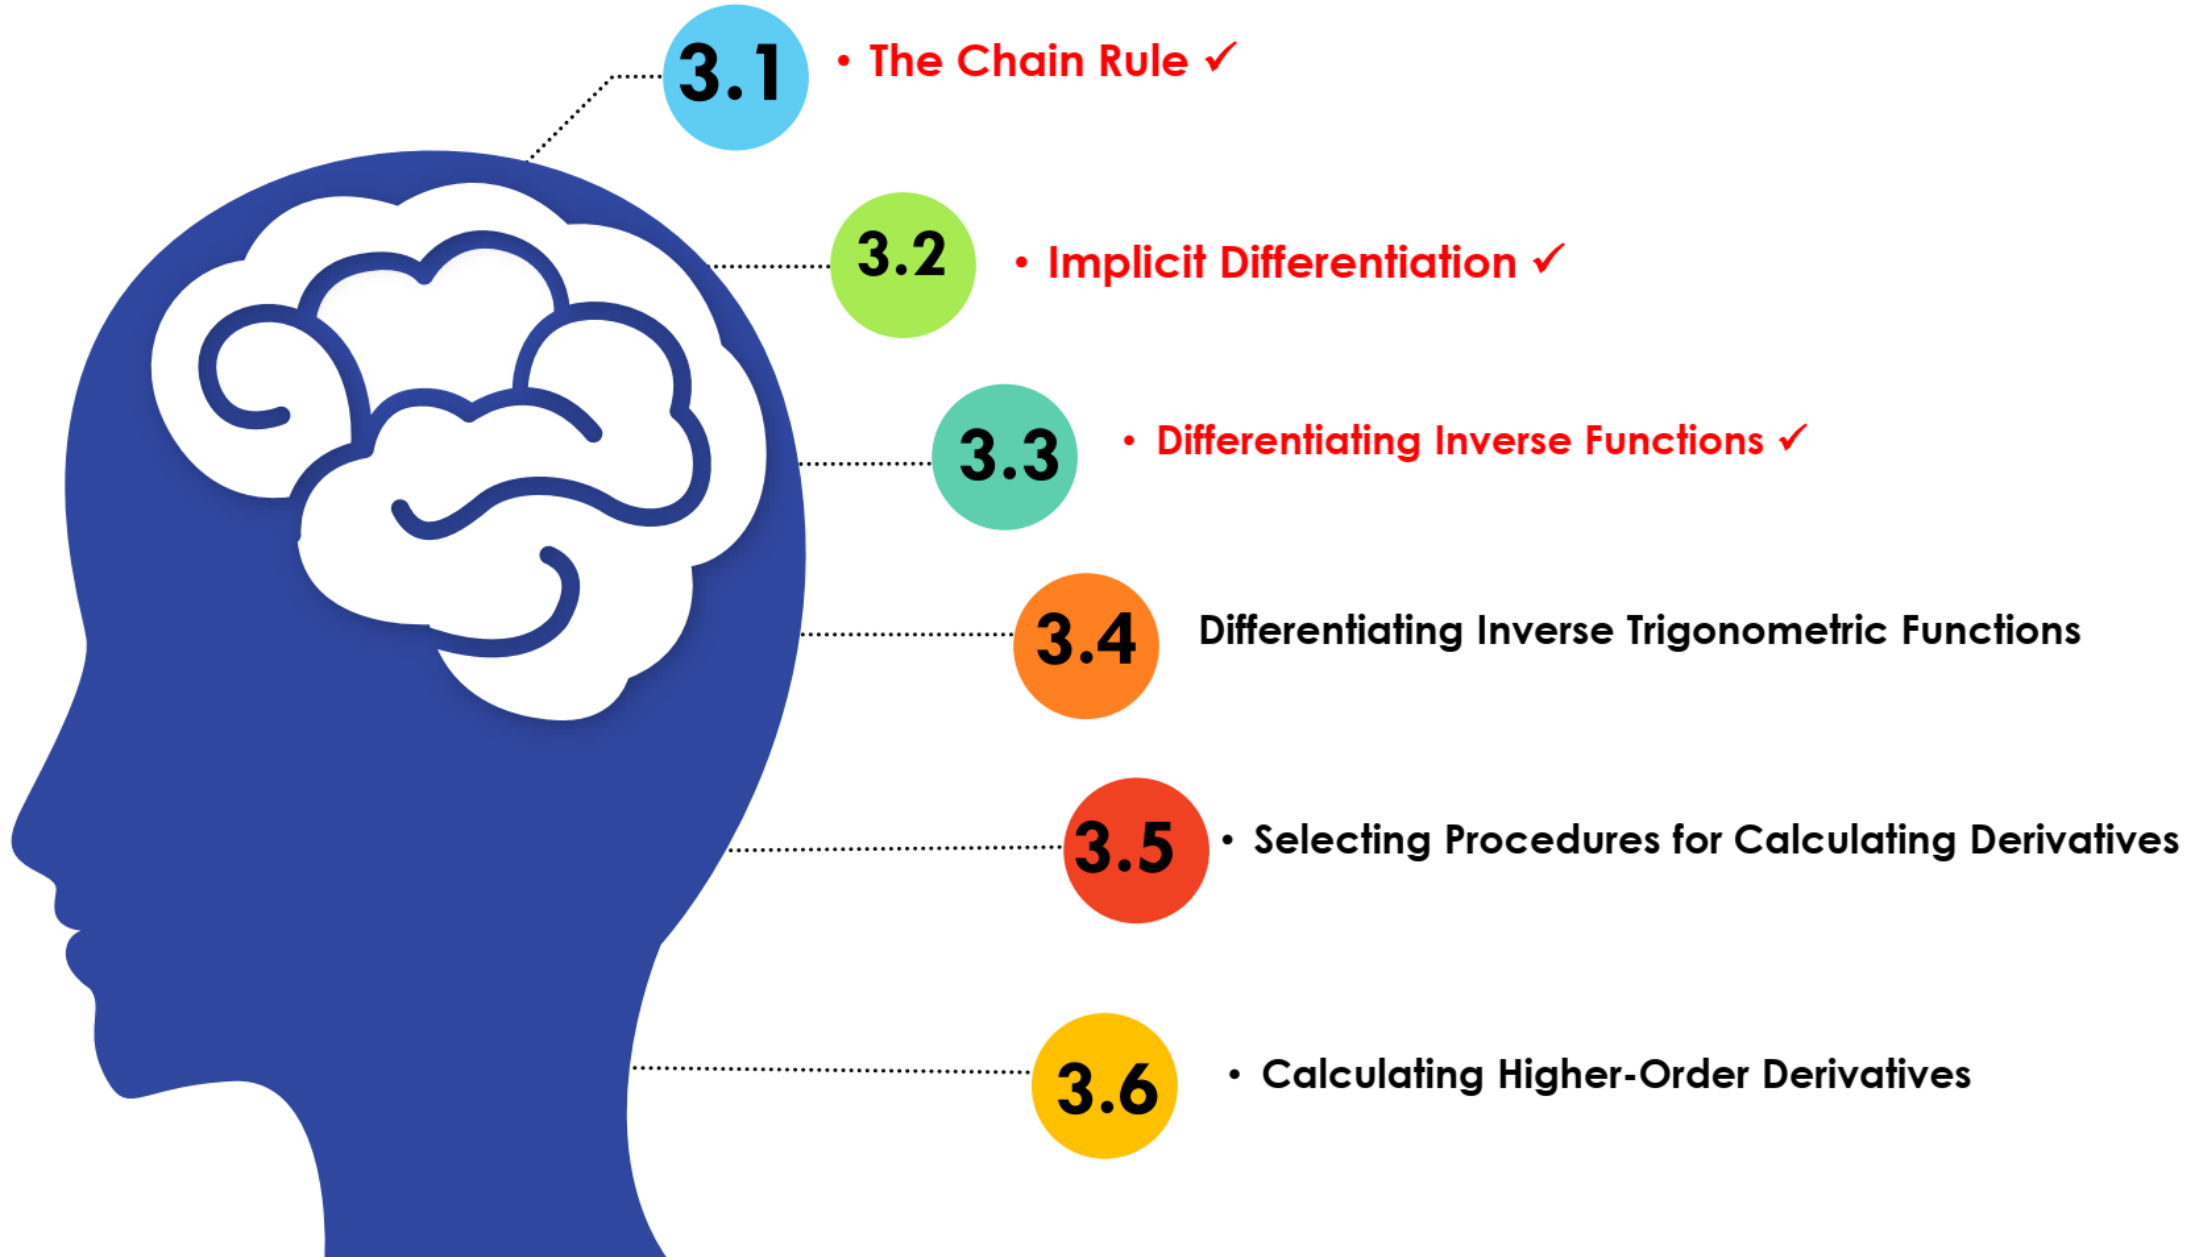 3.1 • The Chain Rule ✓
3.2 • Implicit Differentiation ✓
3.3 • Differentiating Inverse Functions ✓
3.4 Differentiating Inverse Trigonometric Functions
3.5 • Selecting Procedures for Calculating Derivatives
3.6 • Calculating Higher-Order Derivatives